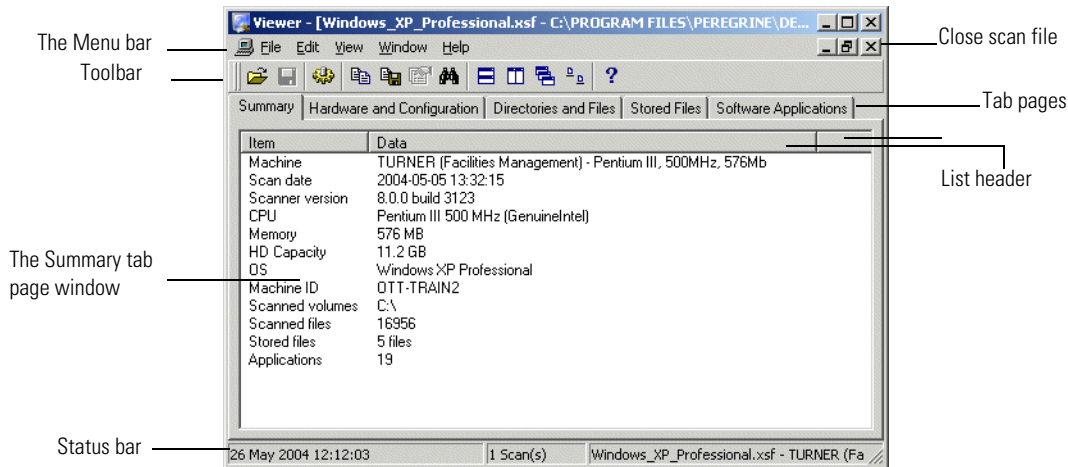 Viewer - [Windows_XP_Professional.xsf - C:\PROGRAM FILES\PEREGRINE\DE...
The Menu bar
File Edit View Window Help
Close scan file
Toolbar
Summary Hardware and Configuration Directories and Files Stored Files Software Applications
Tab pages
Item Data
List header
Machine TURNER (Facilities Management) - Pentium III, 500MHz, 576Mb
Scan date 2004-05-05 13:32:15
Scanner version 8.0.0 build 3123
CPU Pentium III 500 MHz (GenuineIntel)
Memory 576 MB
HD Capacity 11.2 GB
The Summary tab
page window
OS Windows XP Professional
Machine ID OTT-TRAIN2
Scanned volumes C:\
Scanned files 16956
Stored files 5 files
Applications 19
Status bar
26 May 2004 12:12:03 1 Scan(s) Windows_XP_Professional.xsf - TURNER (Fa